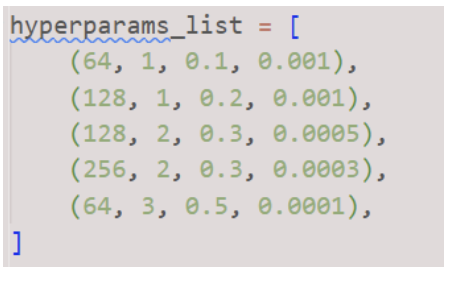 hyperparams_list = [
    (64, 1, 0.1, 0.001),
    (128, 1, 0.2, 0.001),
    (128, 2, 0.3, 0.0005),
    (256, 2, 0.3, 0.0003),
    (64, 3, 0.5, 0.0001),
]